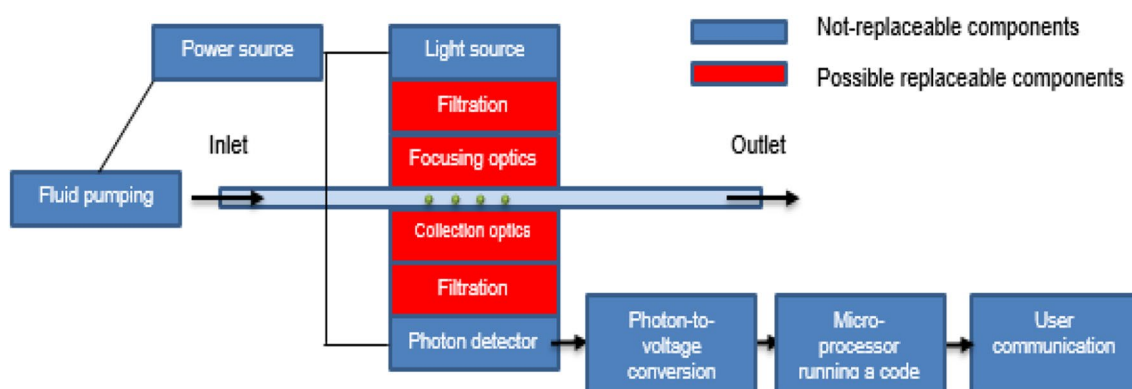 Power source
Light source
Not-replaceable components
Possible replaceable components
Filtration
Inlet
Focusing optics
Outlet
Fluid pumping
Collection optics
Filtration
Photon detector
Photon-to-
voltage
conversion
Micro-
processor
running a code
User
communication